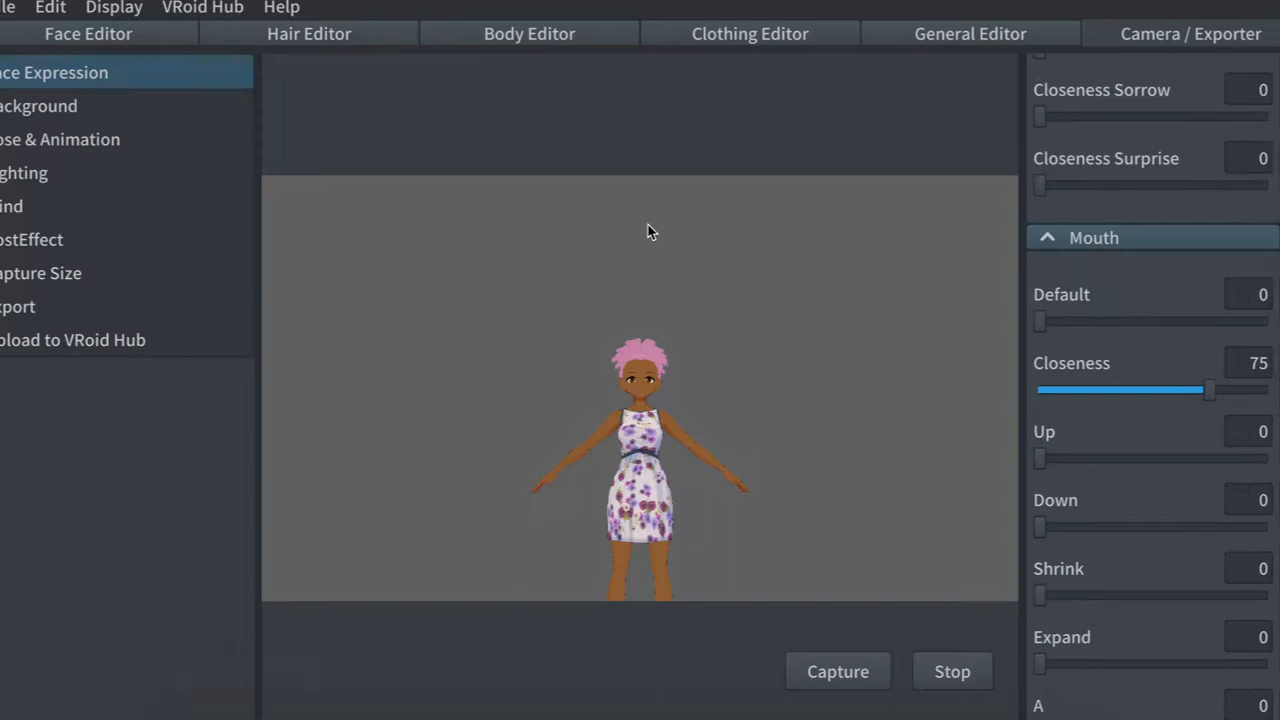 le Edit Display VRoid Hub Help
Face Editor Hair Editor Body Editor Clothing Editor General Editor Camera / Exporter
ace Expression
ackground
ose & Animation
ghting
ind
ostEffect
apture Size
xport
pload to VRoid Hub
Closeness Sorrow 0
Closeness Surprise 0
Mouth
Default 0
Closeness 75
Up 0
Down 0
Shrink 0
Expand 0
A 0
Capture Stop